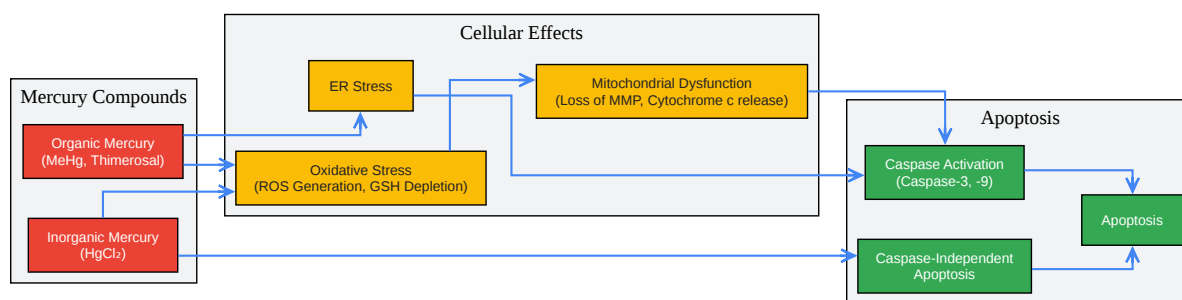 Cellular Effects
Mercury Compounds
Organic Mercury
(MeHg, Thimerosal)
Inorganic Mercury
(HgCl₂)
ER Stress
Oxidative Stress
(ROS Generation, GSH Depletion)
Mitochondrial Dysfunction
(Loss of MMP, Cytochrome c release)
Apoptosis
Caspase Activation
(Caspase-3, -9)
Caspase-Independent
Apoptosis
Apoptosis